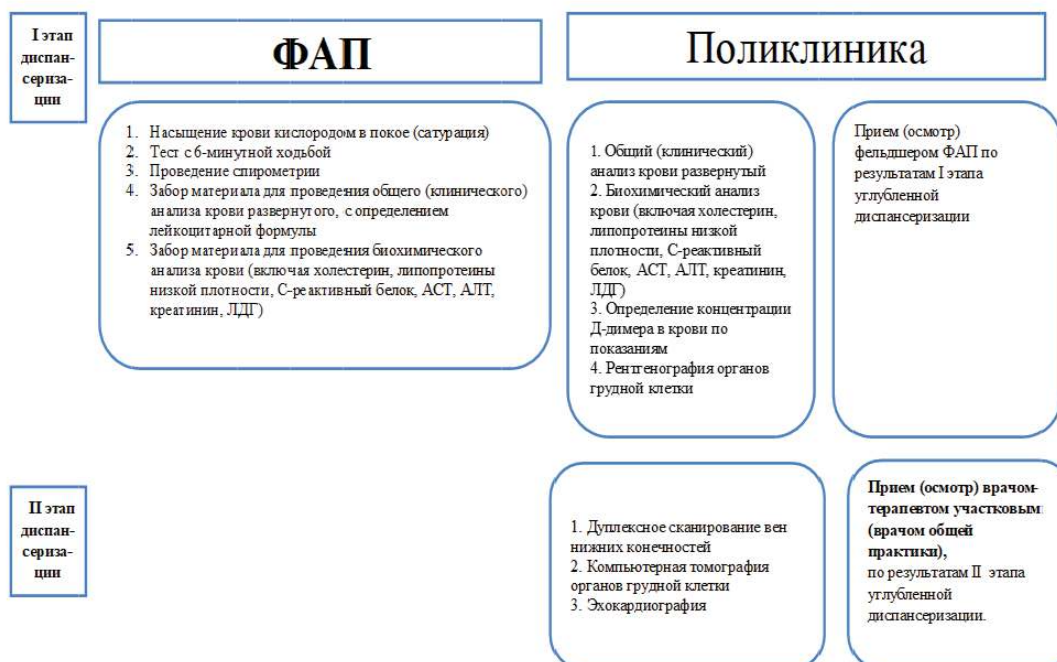 I этап
диспан-
сериза-
ции
ФАП
Поликлиника
1. Насыщение крови кислородом в покое (сатурация)
2. Тест с 6-минутной ходьбой
3. Проведение спирометрии
4. Забор материала для проведения общего (клинического)
анализа крови развернутого, с определением
лейкоцитарной формулы
5. Забор материала для проведения биохимического
анализа крови (включая холестерин, липопротеины
низкой плотности, С-реактивный белок, АСТ, АЛТ,
креатинин, ЛДГ)
1. Общий (клинический)
анализ крови развернутый
2. Биохимический анализ
крови (включая холестерин,
липопротеины низкой
плотности, С-реактивный
белок, АСТ, АЛТ, креатинин,
ЛДГ)
3. Определение концентрации
Д-димера в крови по
показаниям
4. Рентгенография органов
грудной клетки
Прием (осмотр)
фельдшером ФАП по
результатам I этапа
углубленной
диспансеризации
II этап
диспан-
сериза-
ции
1. Дуплексное сканирование вен
нижних конечностей
2. Компьютерная томография
органов грудной клетки
3. Эхокардиография
Прием (осмотр) врачом-
терапевтом участковым
(врачом общей
практики),
по результатам II этапа
углубленной
диспансеризации.